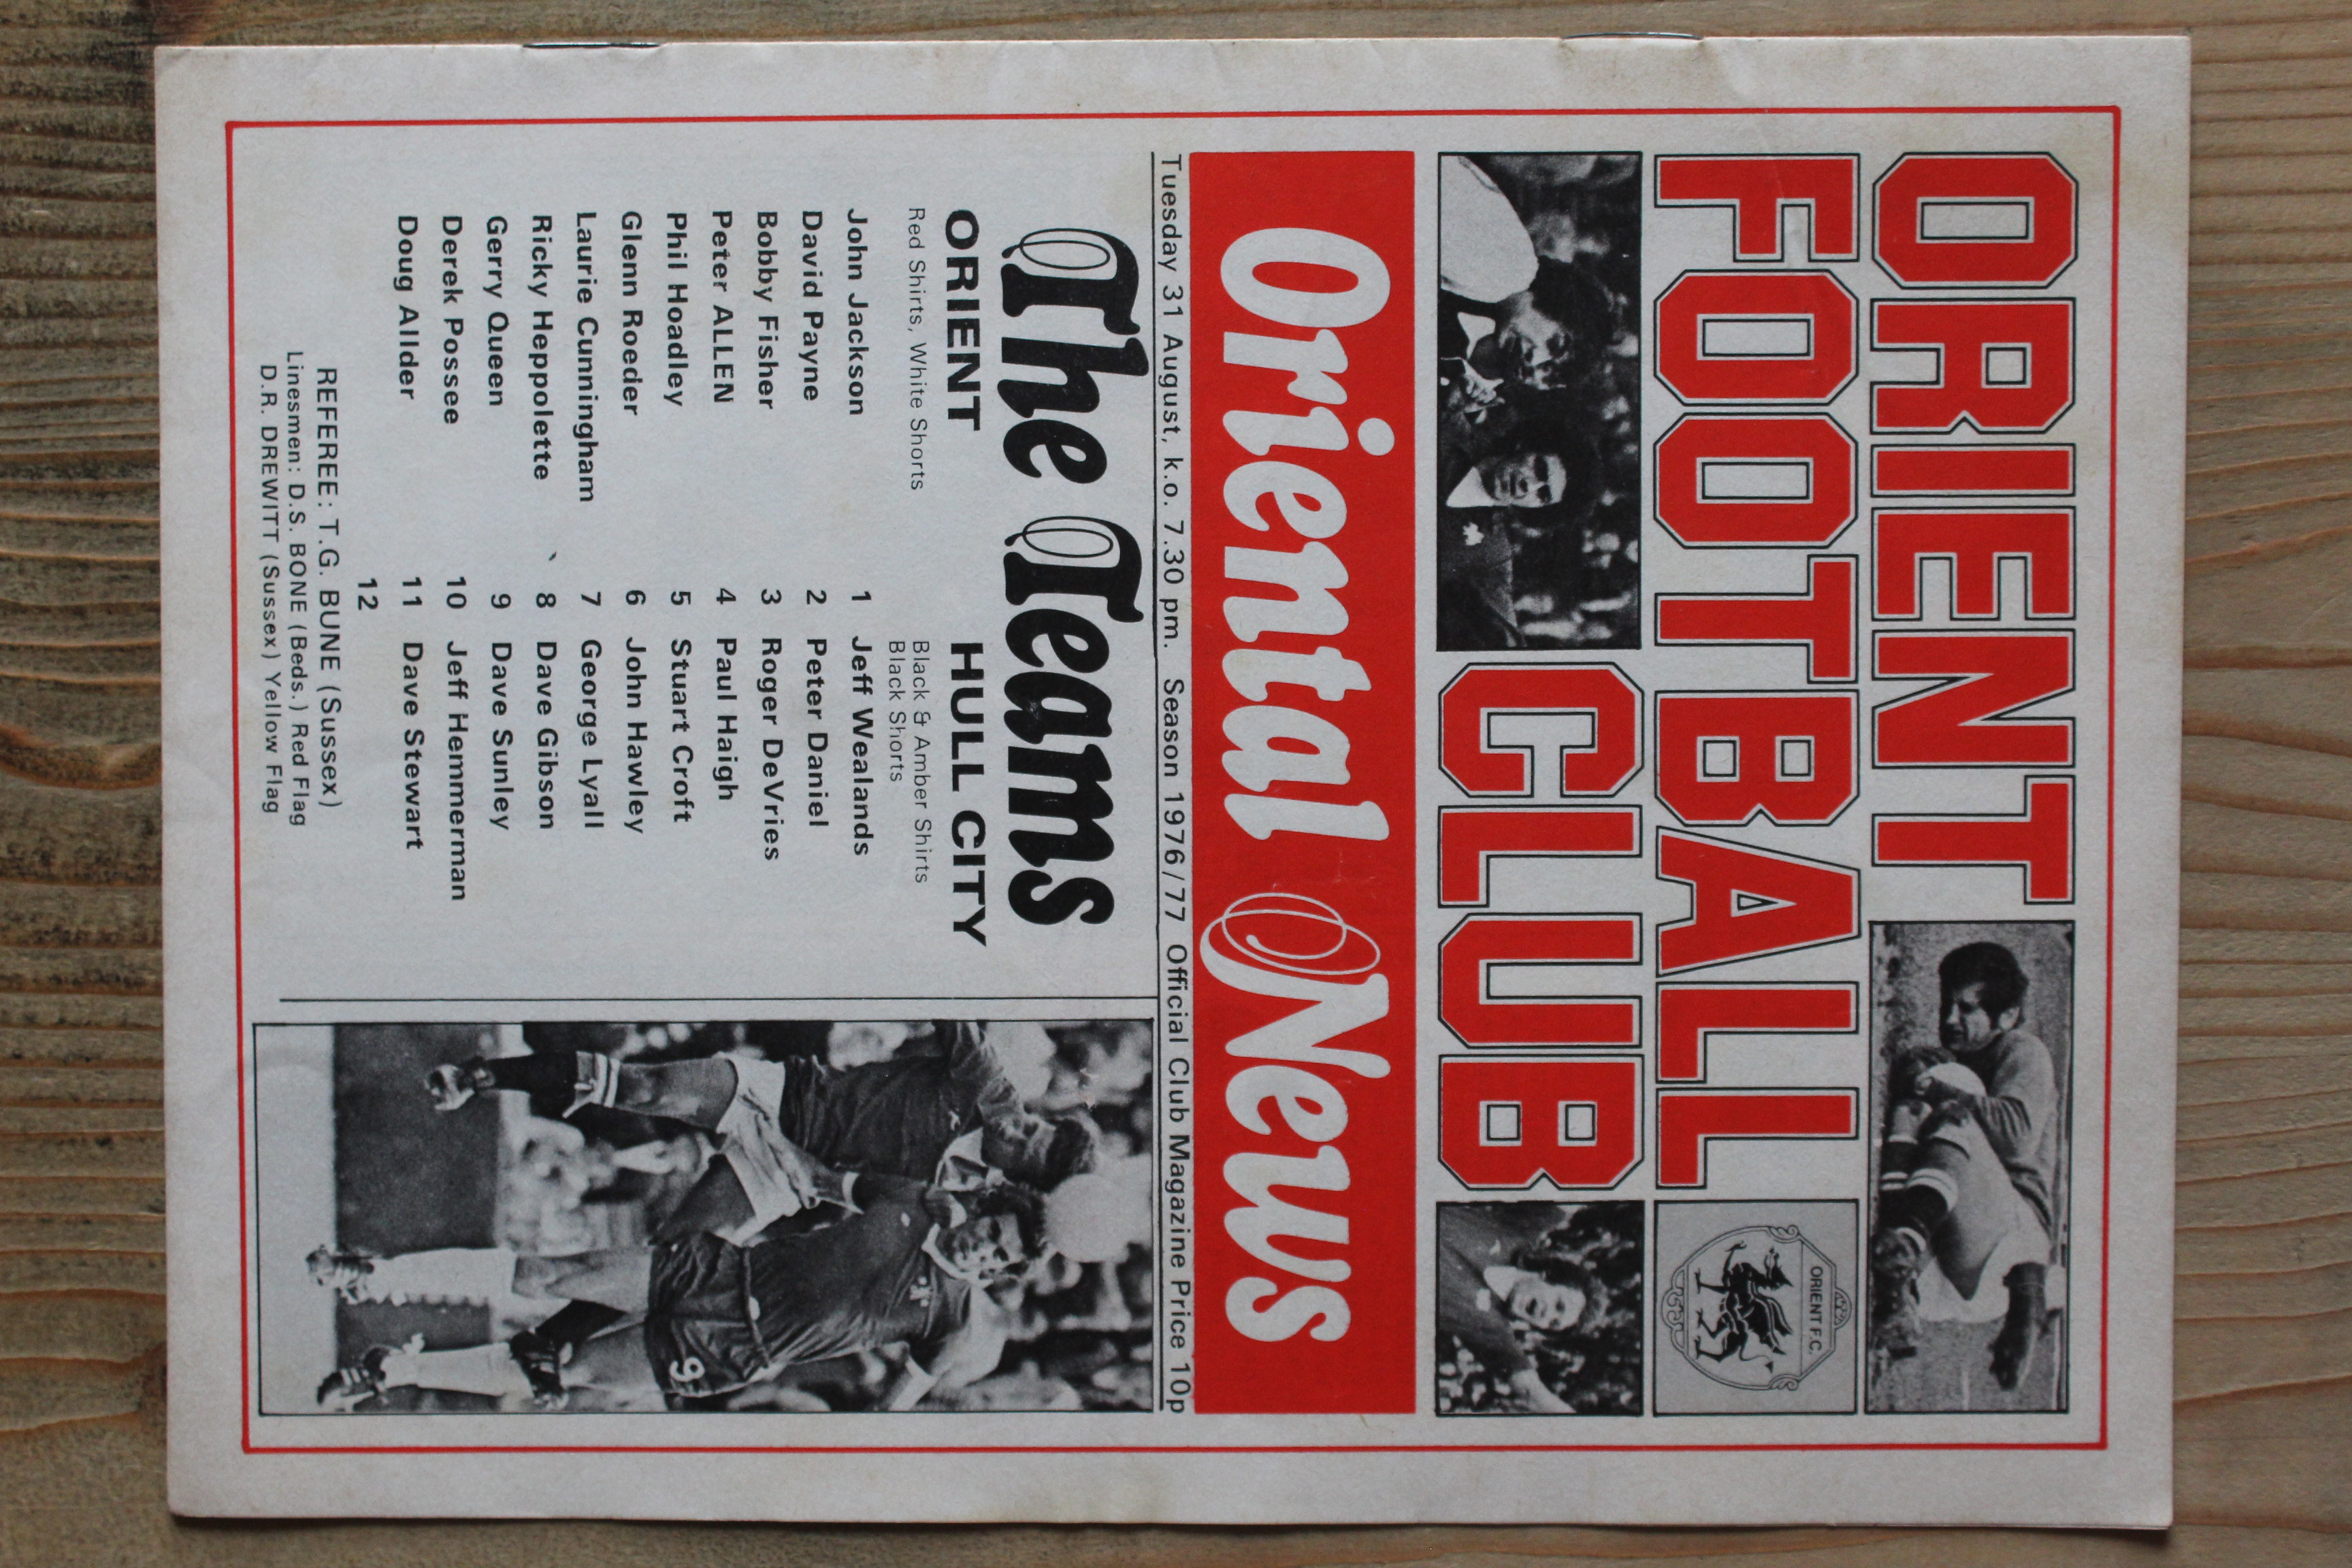 ORIENT
FOOTBALL
ORIENT F.C.
CLUB
Oriental News
Tuesday 31 August, k.o. 7.30 pm. Season 1976/77 Official Club Magazine Price 10p
The Teams
ORIENT HULL CITY
Red Shirts, White Shorts Black & Amber Shirts
Black Shorts
John Jackson 1 Jeff Wealands
David Payne 2 Peter Daniel
Bobby Fisher 3 Roger DeVries
Peter ALLEN 4 Paul Haigh
Phil Hoadley 5 Stuart Croft
Glenn Roeder 6 John Hawley
Laurie Cunningham 7 George Lyall
Ricky Heppolette 8 Dave Gibson
Gerry Queen 9 Dave Sunley
Derek Possee 10 Jeff Hemmerman
Doug Allder 11 Dave Stewart
12
REFEREE: T.G. BUNE (Sussex)
Linesmen: D.S. BONE (Beds.) Red Flag
D.R. DREWITT (Sussex) Yellow Flag
9